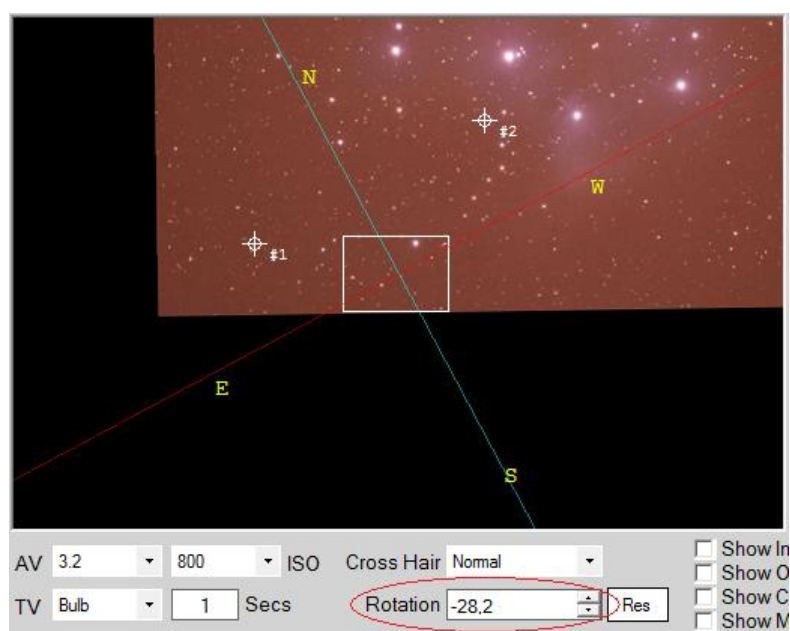 N
#2
W
#1
E
S
AV 3.2 800 ISO Cross Hair Normal Show In
Show O
TV Bulb 1 Secs Rotation -28,2 Res Show C
Show M